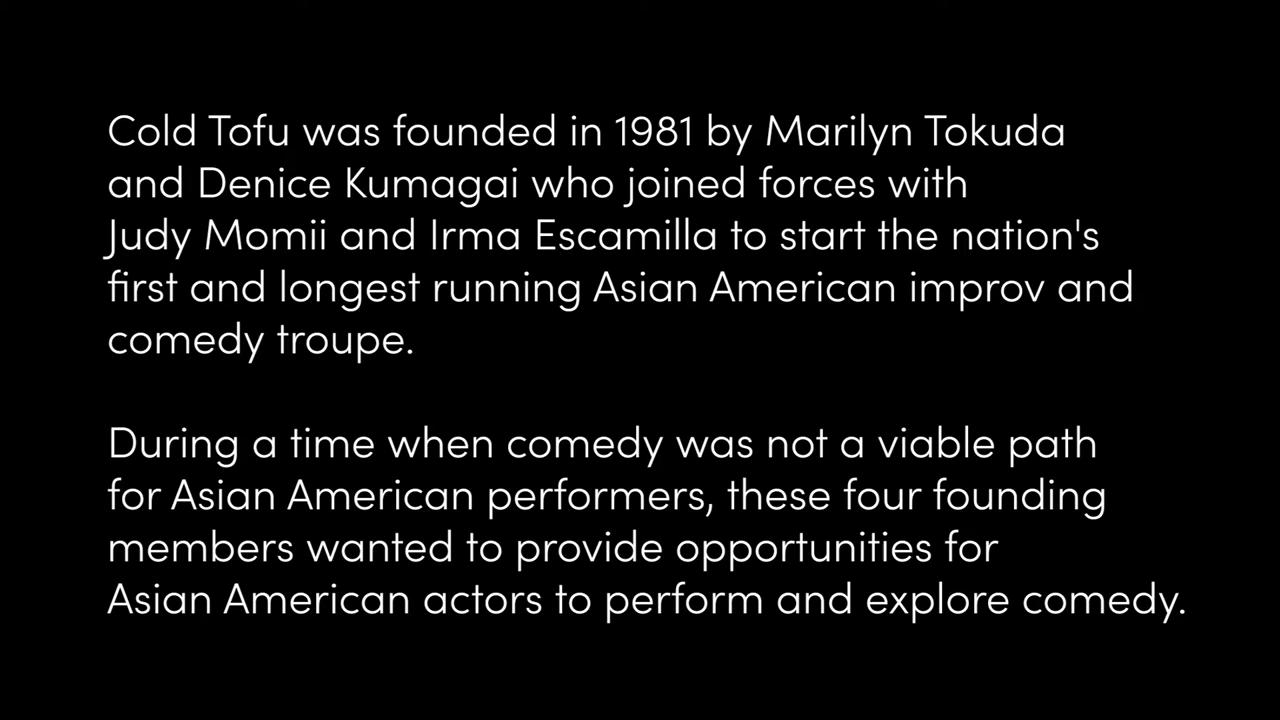 Cold Tofu was founded in 1981 by Marilyn Tokuda
and Denice Kumagai who joined forces with
Judy Momii and Irma Escamilla to start the nation's
first and longest running Asian American improv and
comedy troupe.
During a time when comedy was not a viable path
for Asian American performers, these four founding
members wanted to provide opportunities for
Asian American actors to perform and explore comedy.